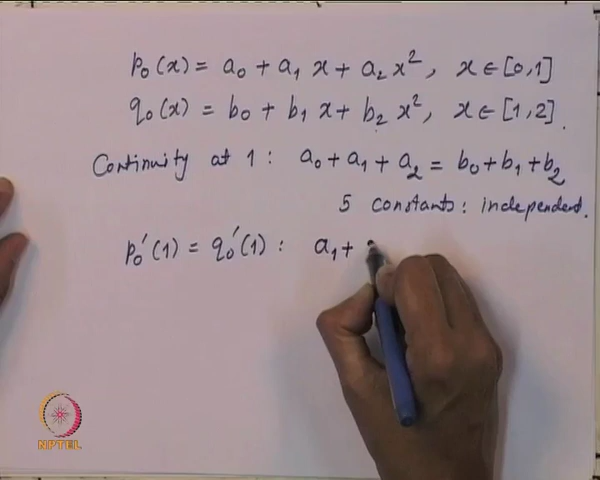 p₀(x) = a₀ + a₁ x + a₂ x², x ∈ [0,1]
q₀(x) = b₀ + b₁ x + b₂ x², x ∈ [1,2].
Continuity at 1: a₀ + a₁ + a₂ = b₀ + b₁ + b₂
5 constants: independent.
p₀'(1) = q₀'(1): a₁ +
NPTEL